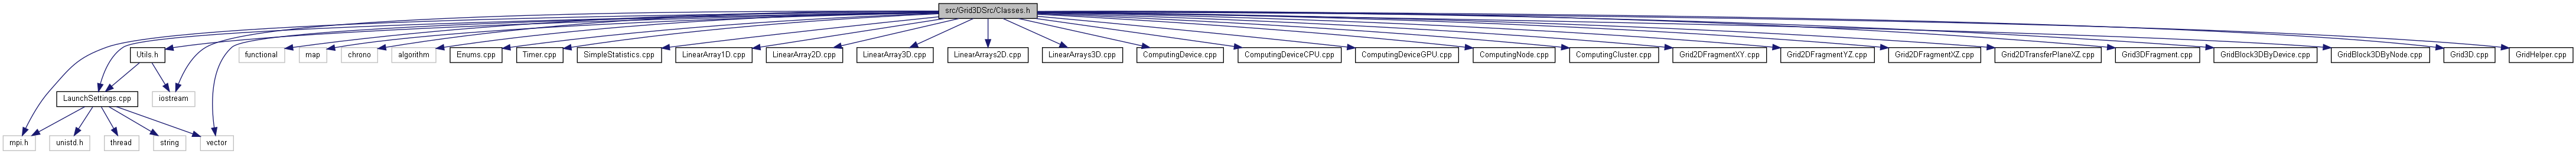 src/Grid3DSrc/Classes.h
Utils.h
functional
map
chrono
algorithm
Enums.cpp
Timer.cpp
SimpleStatistics.cpp
LinearArray1D.cpp
LinearArray2D.cpp
LinearArray3D.cpp
LinearArrays2D.cpp
LinearArrays3D.cpp
ComputingDevice.cpp
ComputingDeviceCPU.cpp
ComputingDeviceGPU.cpp
ComputingNode.cpp
ComputingCluster.cpp
Grid2DFragmentXY.cpp
Grid2DFragmentYZ.cpp
Grid2DFragmentXZ.cpp
Grid2DTransferPlaneXZ.cpp
Grid3DFragment.cpp
GridBlock3DByDevice.cpp
GridBlock3DByNode.cpp
Grid3D.cpp
GridHelper.cpp
LaunchSettings.cpp
iostream
mpi.h
unistd.h
thread
string
vector